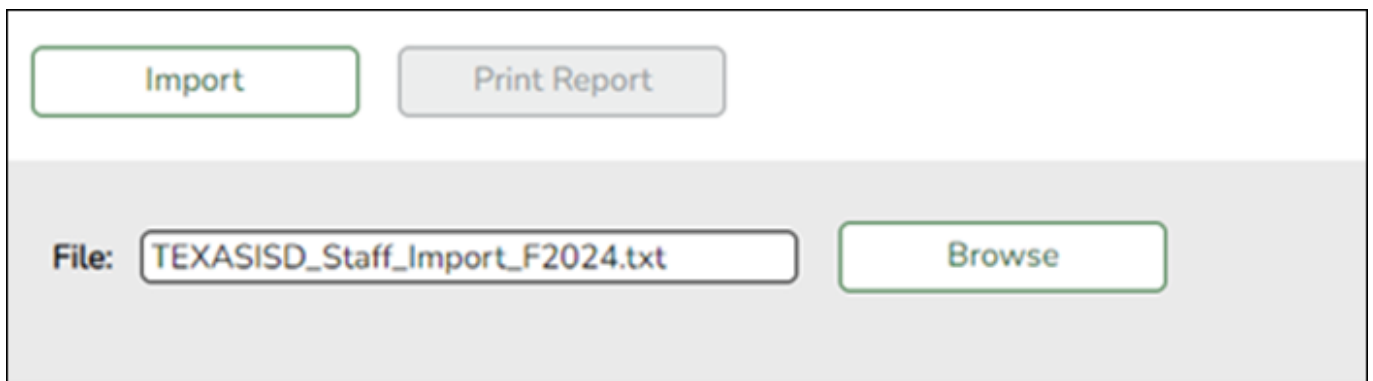 Import Print Report
File: TEXASISD_Staff_Import_F2024.txt Browse